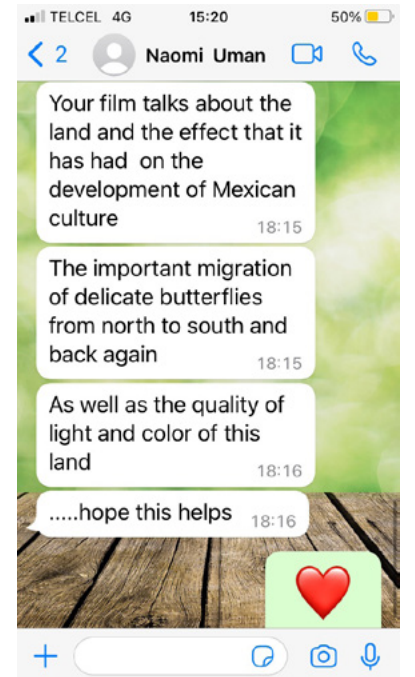 TELCEL 4G 15:20 50%
2 Naomi Uman
Your film talks about the
land and the effect that it
has had on the
development of Mexican
culture
18:15
The important migration
of delicate butterflies
from north to south and
back again
18:15
As well as the quality of
light and color of this
land
18:16
.....hope this helps 18:16